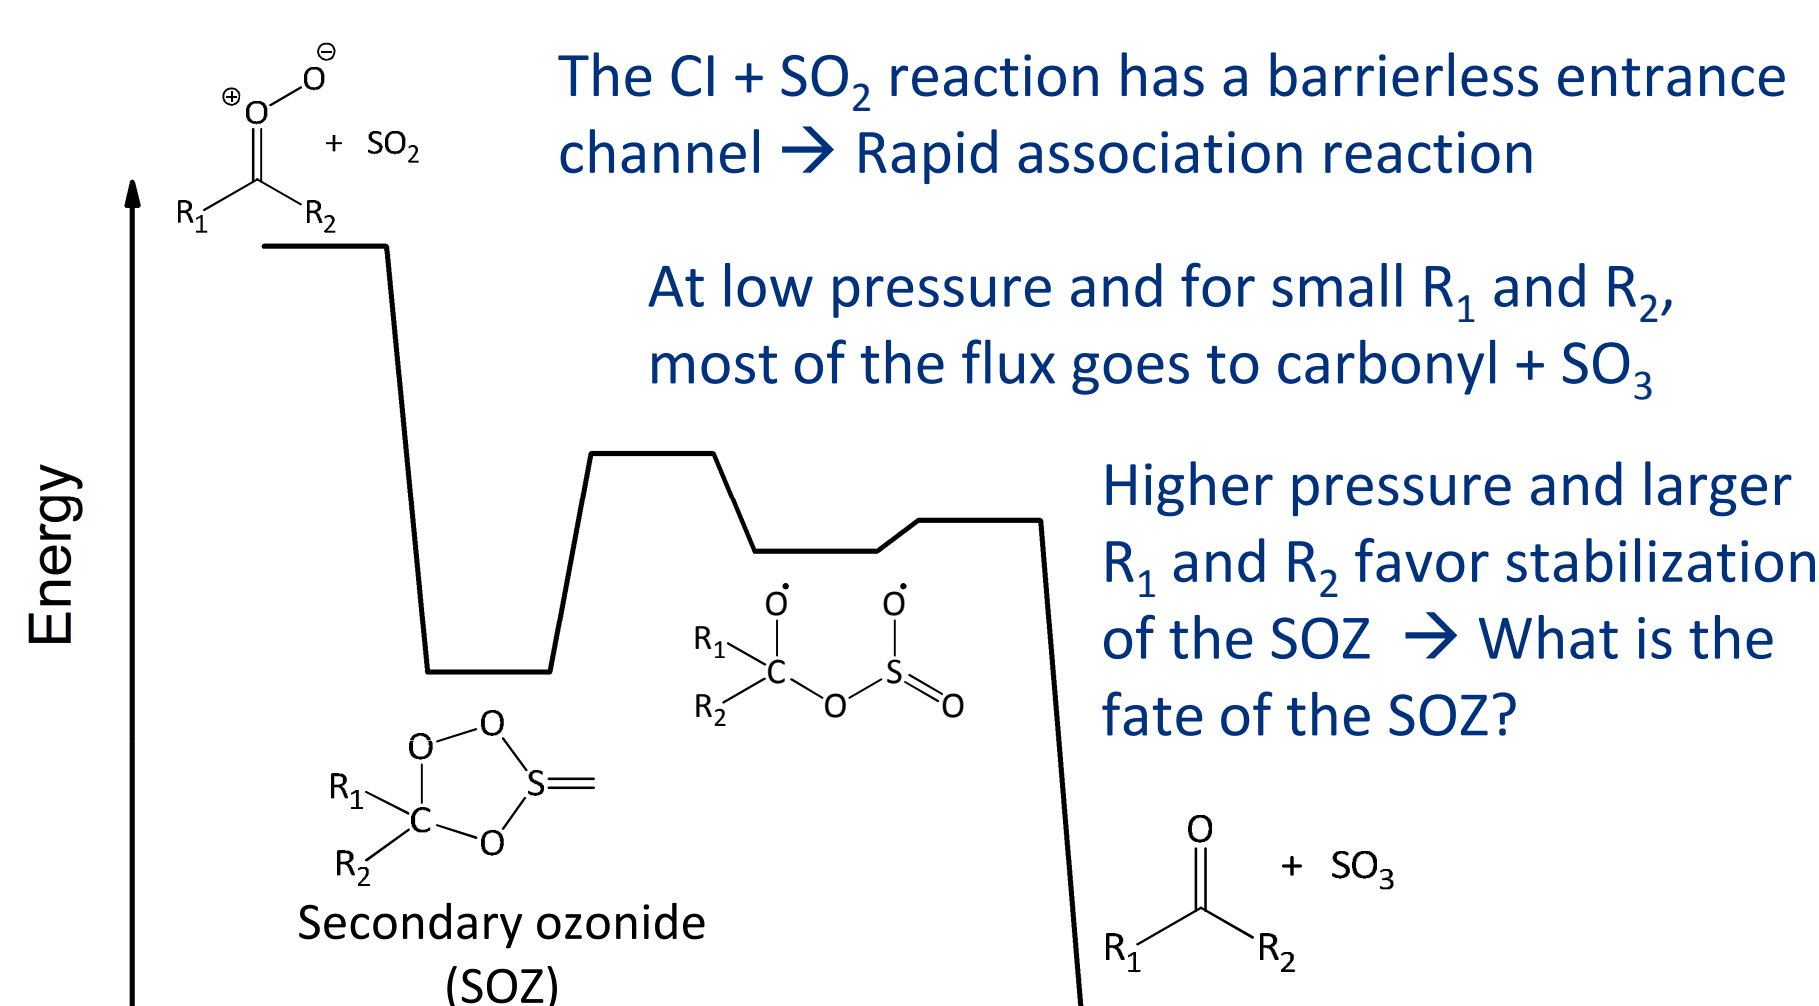 The CI + SO₂ reaction has a barrierless entrance
channel → Rapid association reaction
⊖
O
⊕
O
+ SO₂
R₁ R₂
At low pressure and for small R₁ and R₂,
most of the flux goes to carbonyl + SO₃
Energy
Higher pressure and larger
R₁ and R₂ favor stabilization
of the SOZ → What is the
fate of the SOZ?
O• O•
R₁
C S
R₂ O O
O
O
R₁ S
C
O
R₂
Secondary ozonide
(SOZ)
O
+ SO₃
R₁ R₂